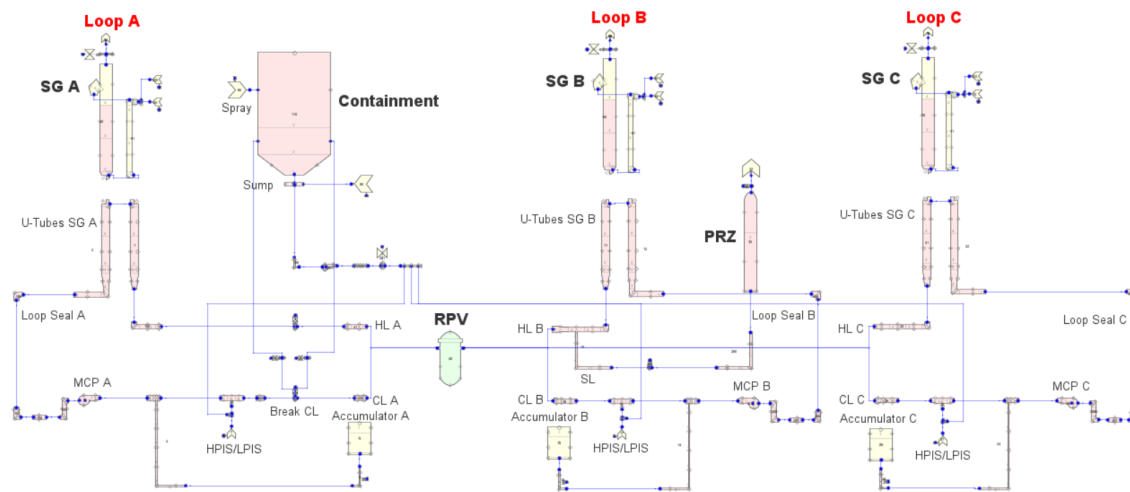 Loop A
Loop B
Loop C
SG A
Containment
SG B
SG C
Spray
Sump
U-Tubes SG A
U-Tubes SG B
PRZ
U-Tubes SG C
Loop Seal A
HL A
RPV
HL B
Loop Seal B
HL C
Loop Seal C
SL
MCP A
Break CL
CL A
CL B
MCP B
CL C
MCP C
Accumulator A
Accumulator B
Accumulator C
HPIS/LPIS
HPIS/LPIS
HPIS/LPIS